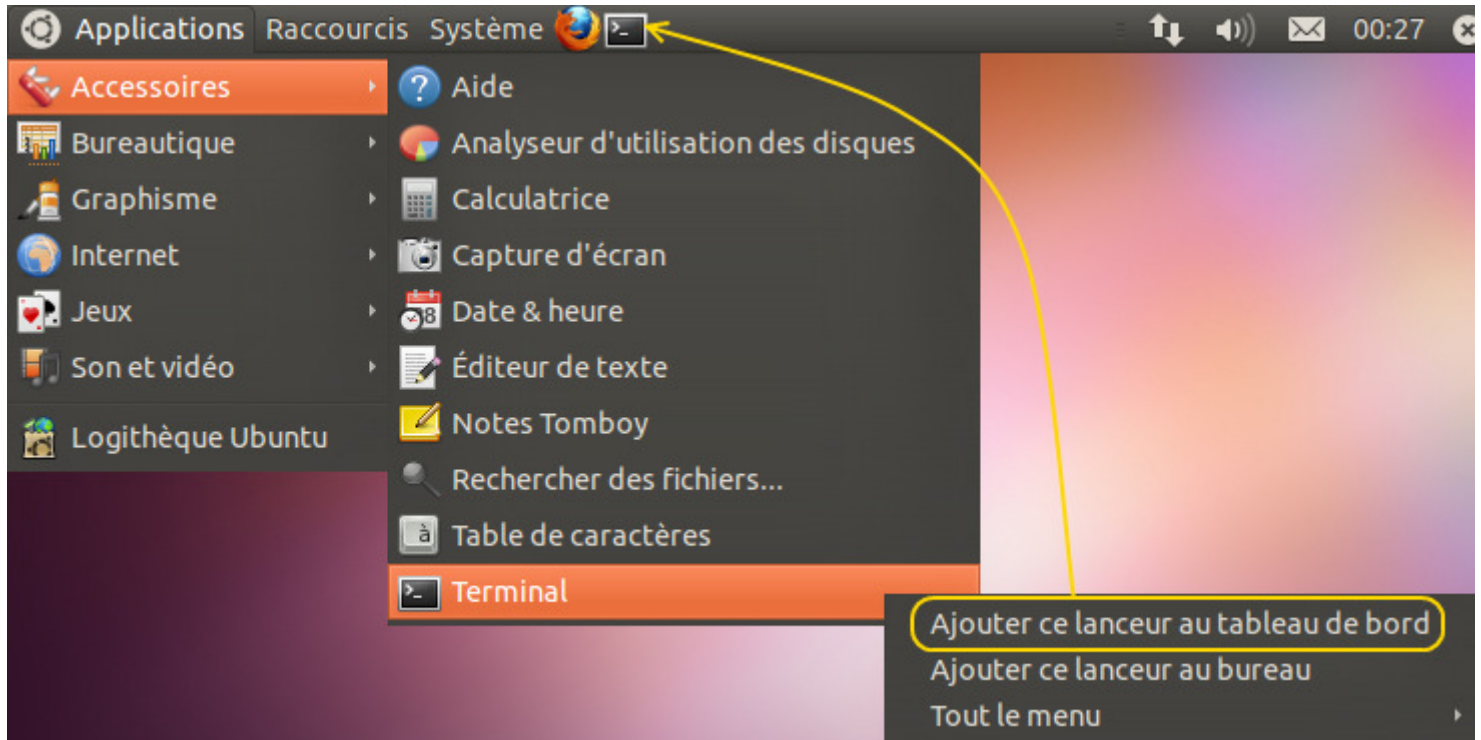 Applications Raccourcis Système 00:27
Accessoires
Bureautique
Graphisme
Internet
Jeux
Son et vidéo
Logithèque Ubuntu
Aide
Analyseur d'utilisation des disques
Calculatrice
Capture d'écran
Date & heure
Éditeur de texte
Notes Tomboy
Rechercher des fichiers...
Table de caractères
Terminal
Ajouter ce lanceur au tableau de bord
Ajouter ce lanceur au bureau
Tout le menu